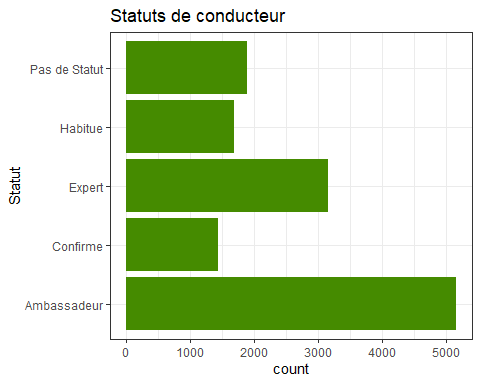 Statuts de conducteur
Statut
Pas de Statut
Habitue
Expert
Confirme
Ambassadeur
0 1000 2000 3000 4000 5000
count